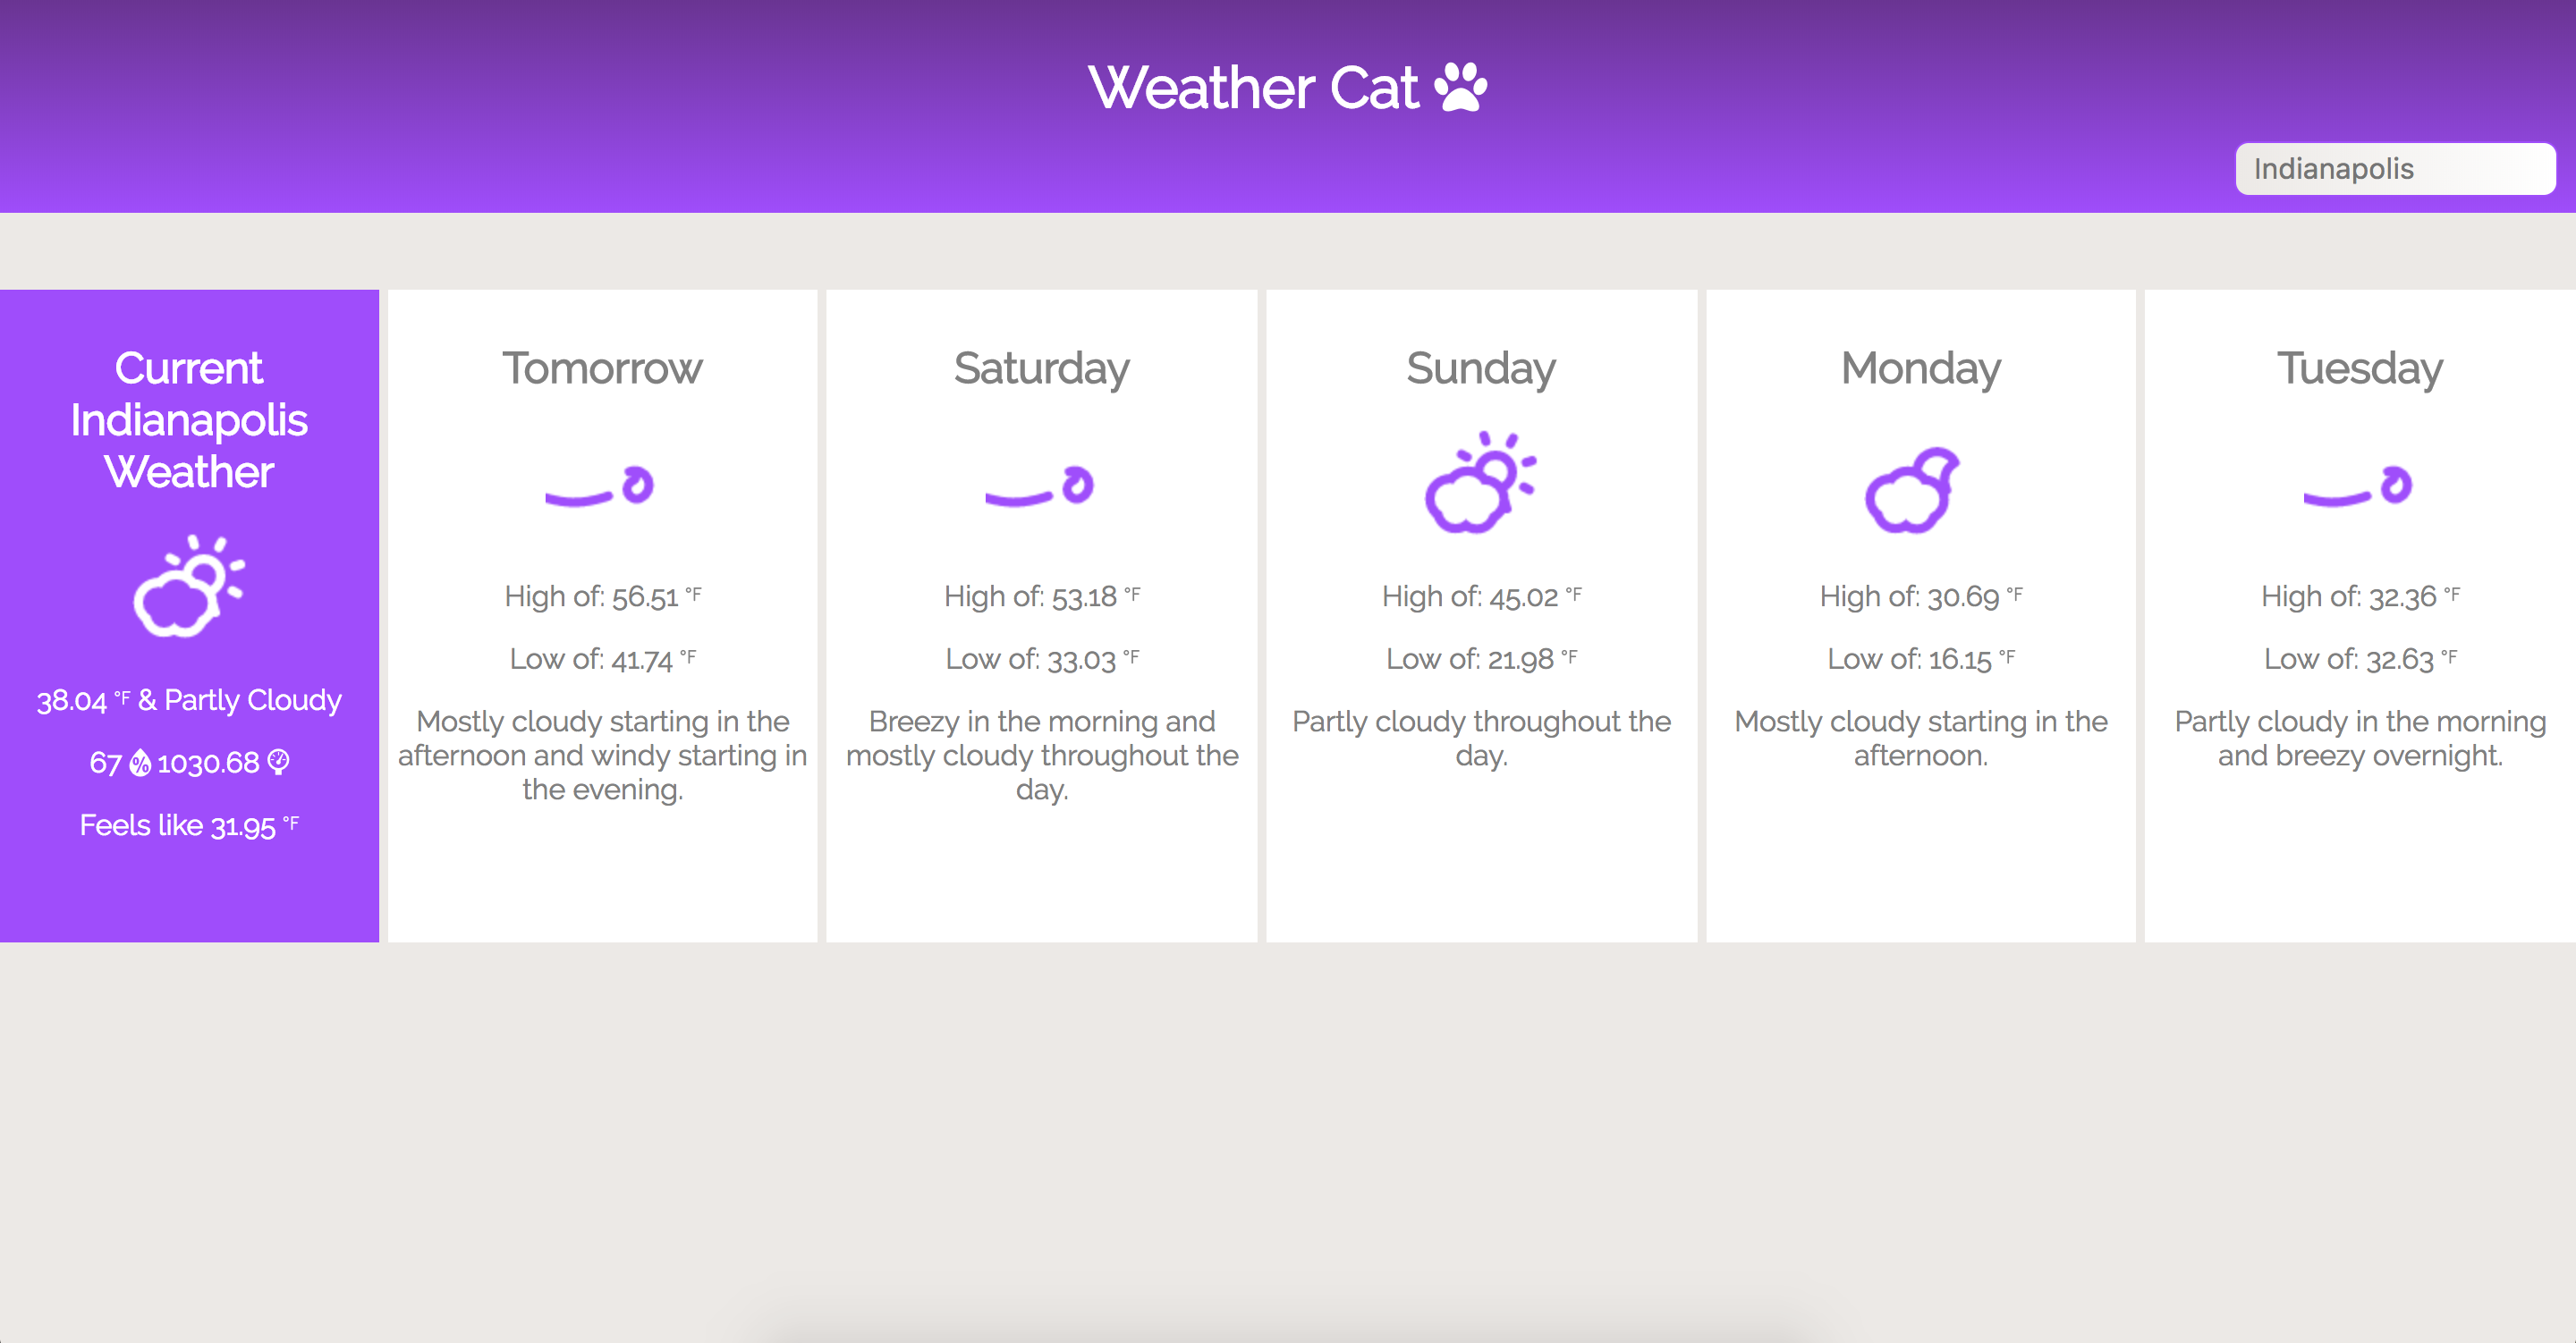 Weather Cat
Indianapolis
Current
Indianapolis
Weather
38.04 °F & Partly Cloudy
67 % 1030.68
Feels like 31.95 °F
Tomorrow
High of: 56.51 °F
Low of: 41.74 °F
Mostly cloudy starting in the
afternoon and windy starting in
the evening.
Saturday
High of: 53.18 °F
Low of: 33.03 °F
Breezy in the morning and
mostly cloudy throughout the
day.
Sunday
High of: 45.02 °F
Low of: 21.98 °F
Partly cloudy throughout the
day.
Monday
High of: 30.69 °F
Low of: 16.15 °F
Mostly cloudy starting in the
afternoon.
Tuesday
High of: 32.36 °F
Low of: 32.63 °F
Partly cloudy in the morning
and breezy overnight.